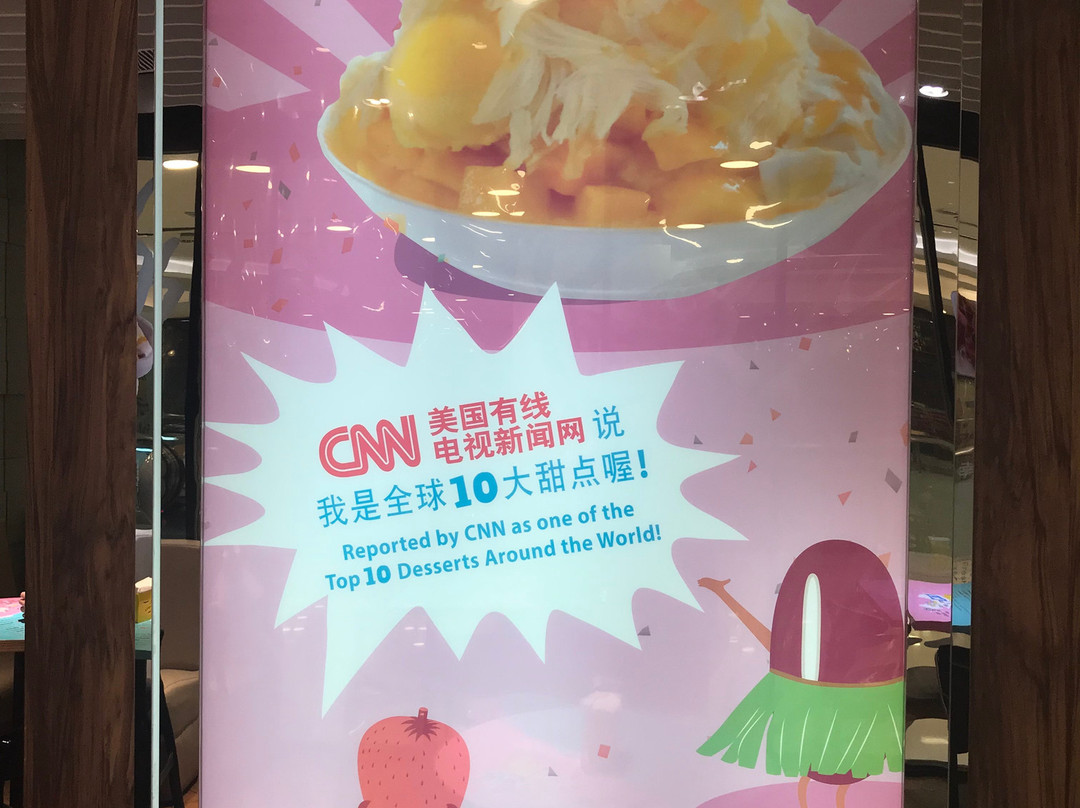 CNN 美国有线
电视新闻网 说
我是全球10大甜点喔!
Reported by CNN as one of the
Top 10 Desserts Around the World!